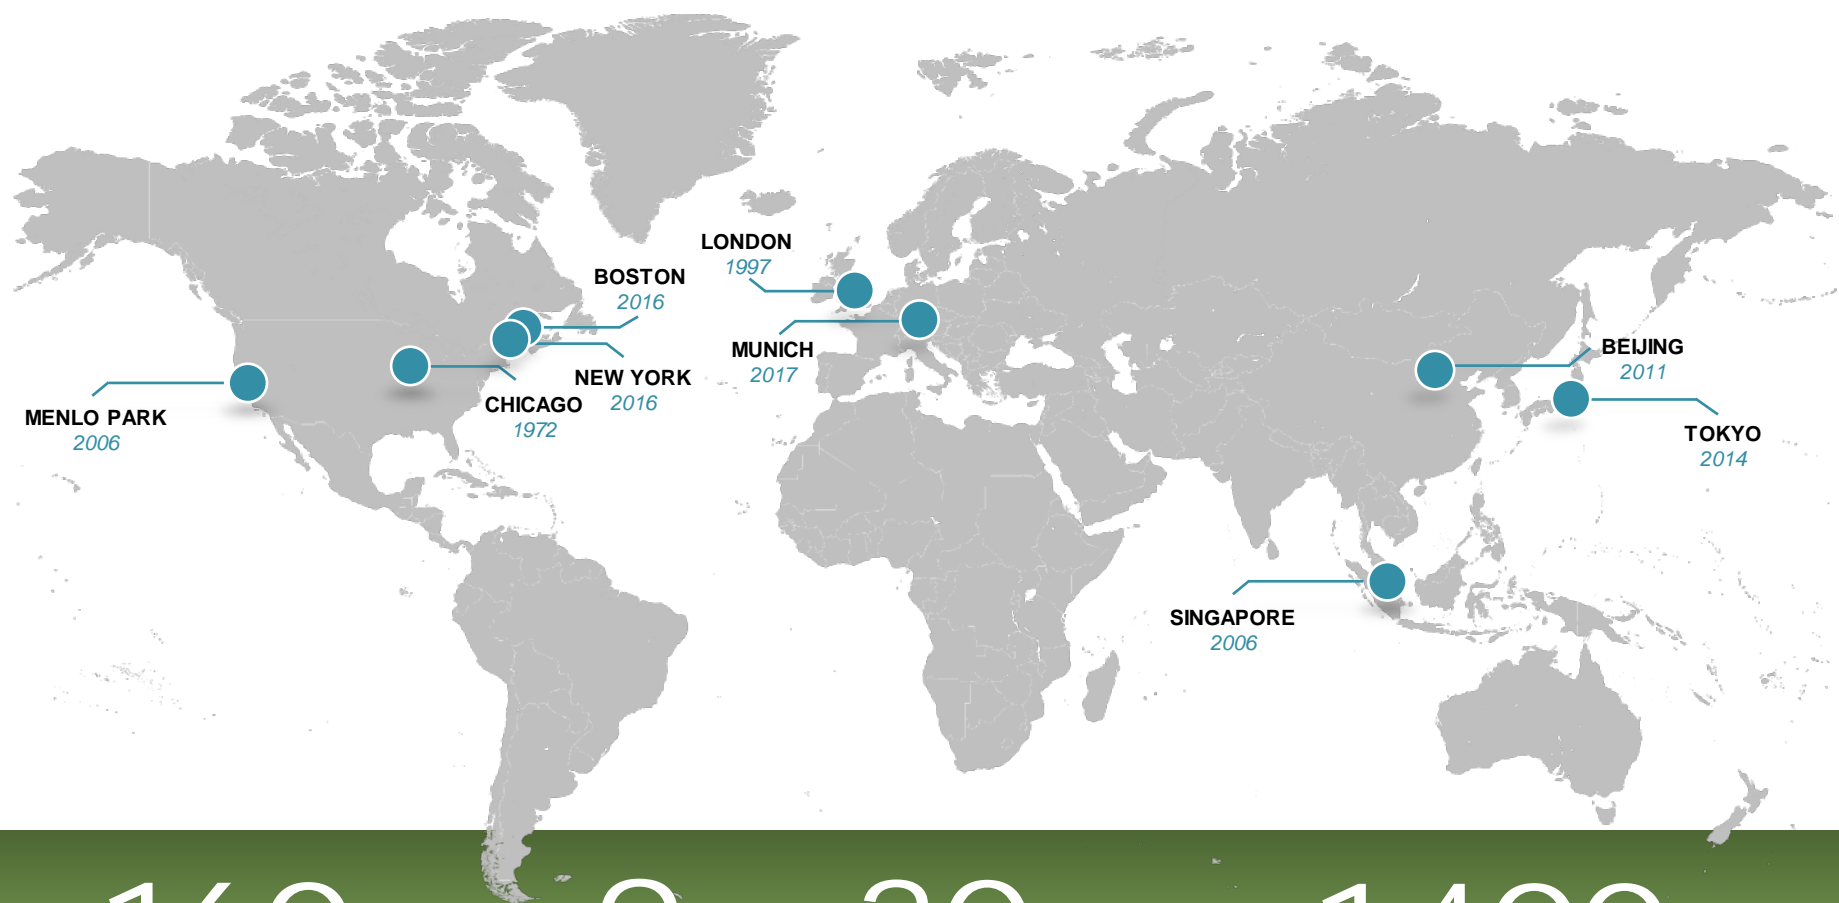 LONDON
1997
BOSTON
2016
MUNICH
2017
BEIJING
2011
NEW YORK
2016
CHICAGO
1972
MENLO PARK
2006
TOKYO
2014
SINGAPORE
2006